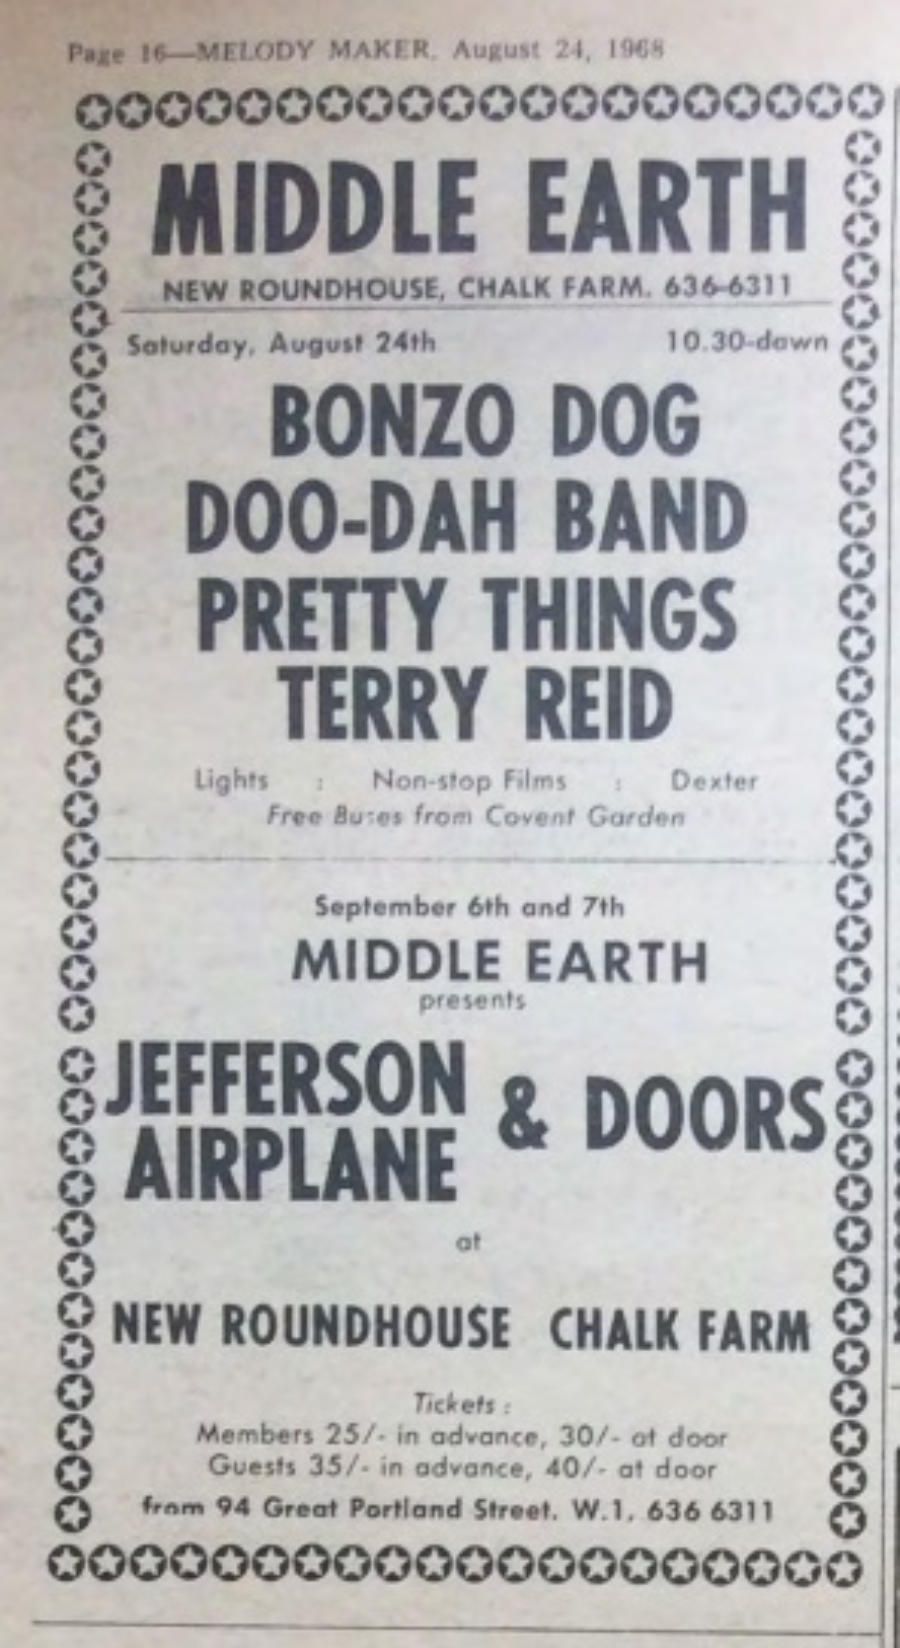 Page 16—MELODY MAKER, August 24, 1968
MIDDLE EARTH
NEW ROUNDHOUSE, CHALK FARM. 636-6311
Saturday, August 24th 10.30-dawn
BONZO DOG
DOO-DAH BAND
PRETTY THINGS
TERRY REID
Lights : Non-stop Films : Dexter
Free Buses from Covent Garden
September 6th and 7th
MIDDLE EARTH
presents
JEFFERSON
AIRPLANE & DOORS
at
NEW ROUNDHOUSE CHALK FARM
Tickets :
Members 25/- in advance, 30/- at door
Guests 35/- in advance, 40/- at door
from 94 Great Portland Street. W.1. 636 6311